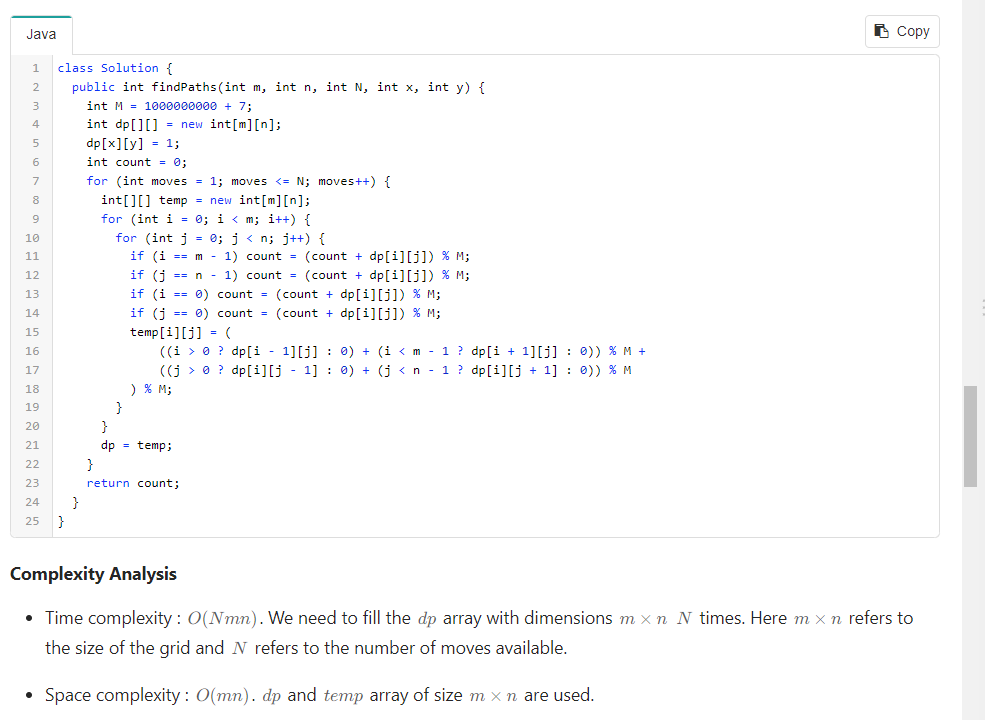 Java
Copy
1 class Solution {
2   public int findPaths(int m, int n, int N, int x, int y) {
3     int M = 1000000000 + 7;
4     int dp[][] = new int[m][n];
5     dp[x][y] = 1;
6     int count = 0;
7     for (int moves = 1; moves <= N; moves++) {
8       int[][] temp = new int[m][n];
9       for (int i = 0; i < m; i++) {
10         for (int j = 0; j < n; j++) {
11           if (i == m - 1) count = (count + dp[i][j]) % M;
12           if (j == n - 1) count = (count + dp[i][j]) % M;
13           if (i == 0) count = (count + dp[i][j]) % M;
14           if (j == 0) count = (count + dp[i][j]) % M;
15           temp[i][j] = (
16               ((i > 0 ? dp[i - 1][j] : 0) + (i < m - 1 ? dp[i + 1][j] : 0)) % M +
17               ((j > 0 ? dp[i][j - 1] : 0) + (j < n - 1 ? dp[i][j + 1] : 0)) % M
18           ) % M;
19         }
20       }
21       dp = temp;
22     }
23     return count;
24   }
25 }
Complexity Analysis
• Time complexity : O(Nmn). We need to fill the dp array with dimensions m × n N times. Here m × n refers to
the size of the grid and N refers to the number of moves available.
• Space complexity : O(mn). dp and temp array of size m × n are used.